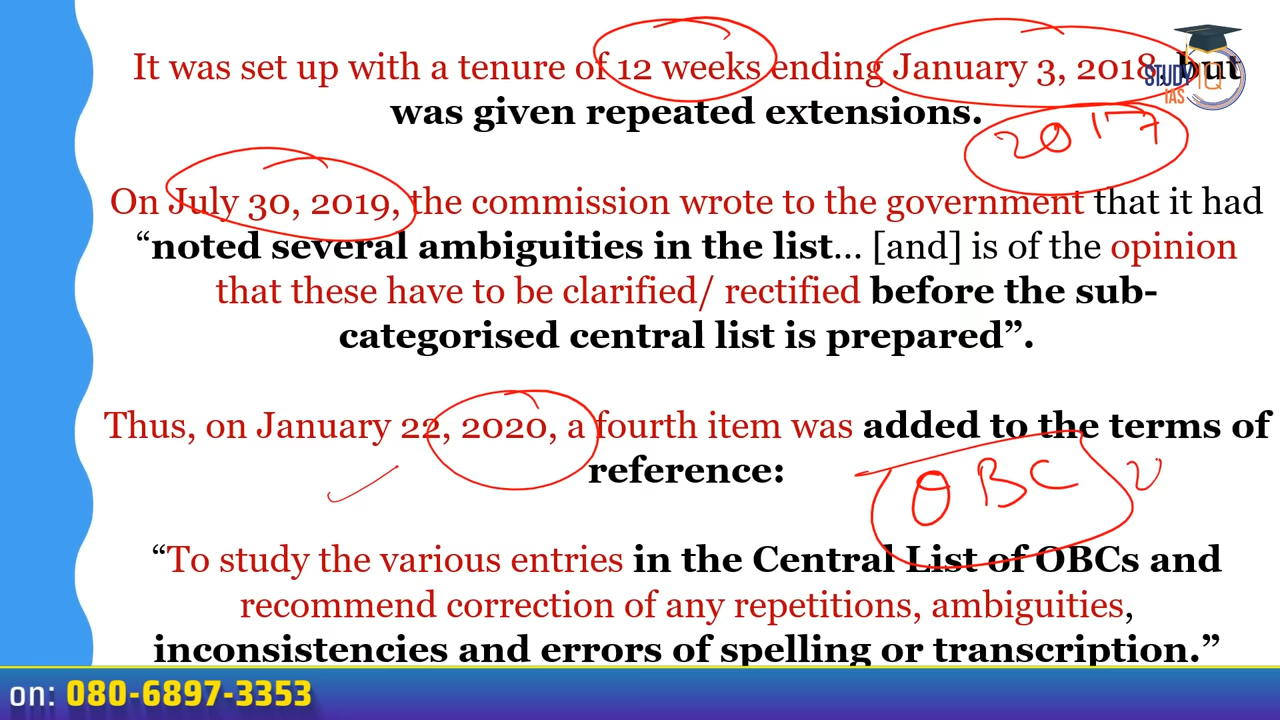 It was set up with a tenure of 12 weeks ending January 3, 2018, but
was given repeated extensions.
2017
On July 30, 2019, the commission wrote to the government that it had
“noted several ambiguities in the list… [and] is of the opinion
that these have to be clarified/ rectified before the sub-
categorised central list is prepared”.
Thus, on January 22, 2020, a fourth item was added to the terms of
reference:
OBC
“To study the various entries in the Central List of OBCs and
recommend correction of any repetitions, ambiguities,
inconsistencies and errors of spelling or transcription.”
STUDY IQ
IAS
on: 080-6897-3353